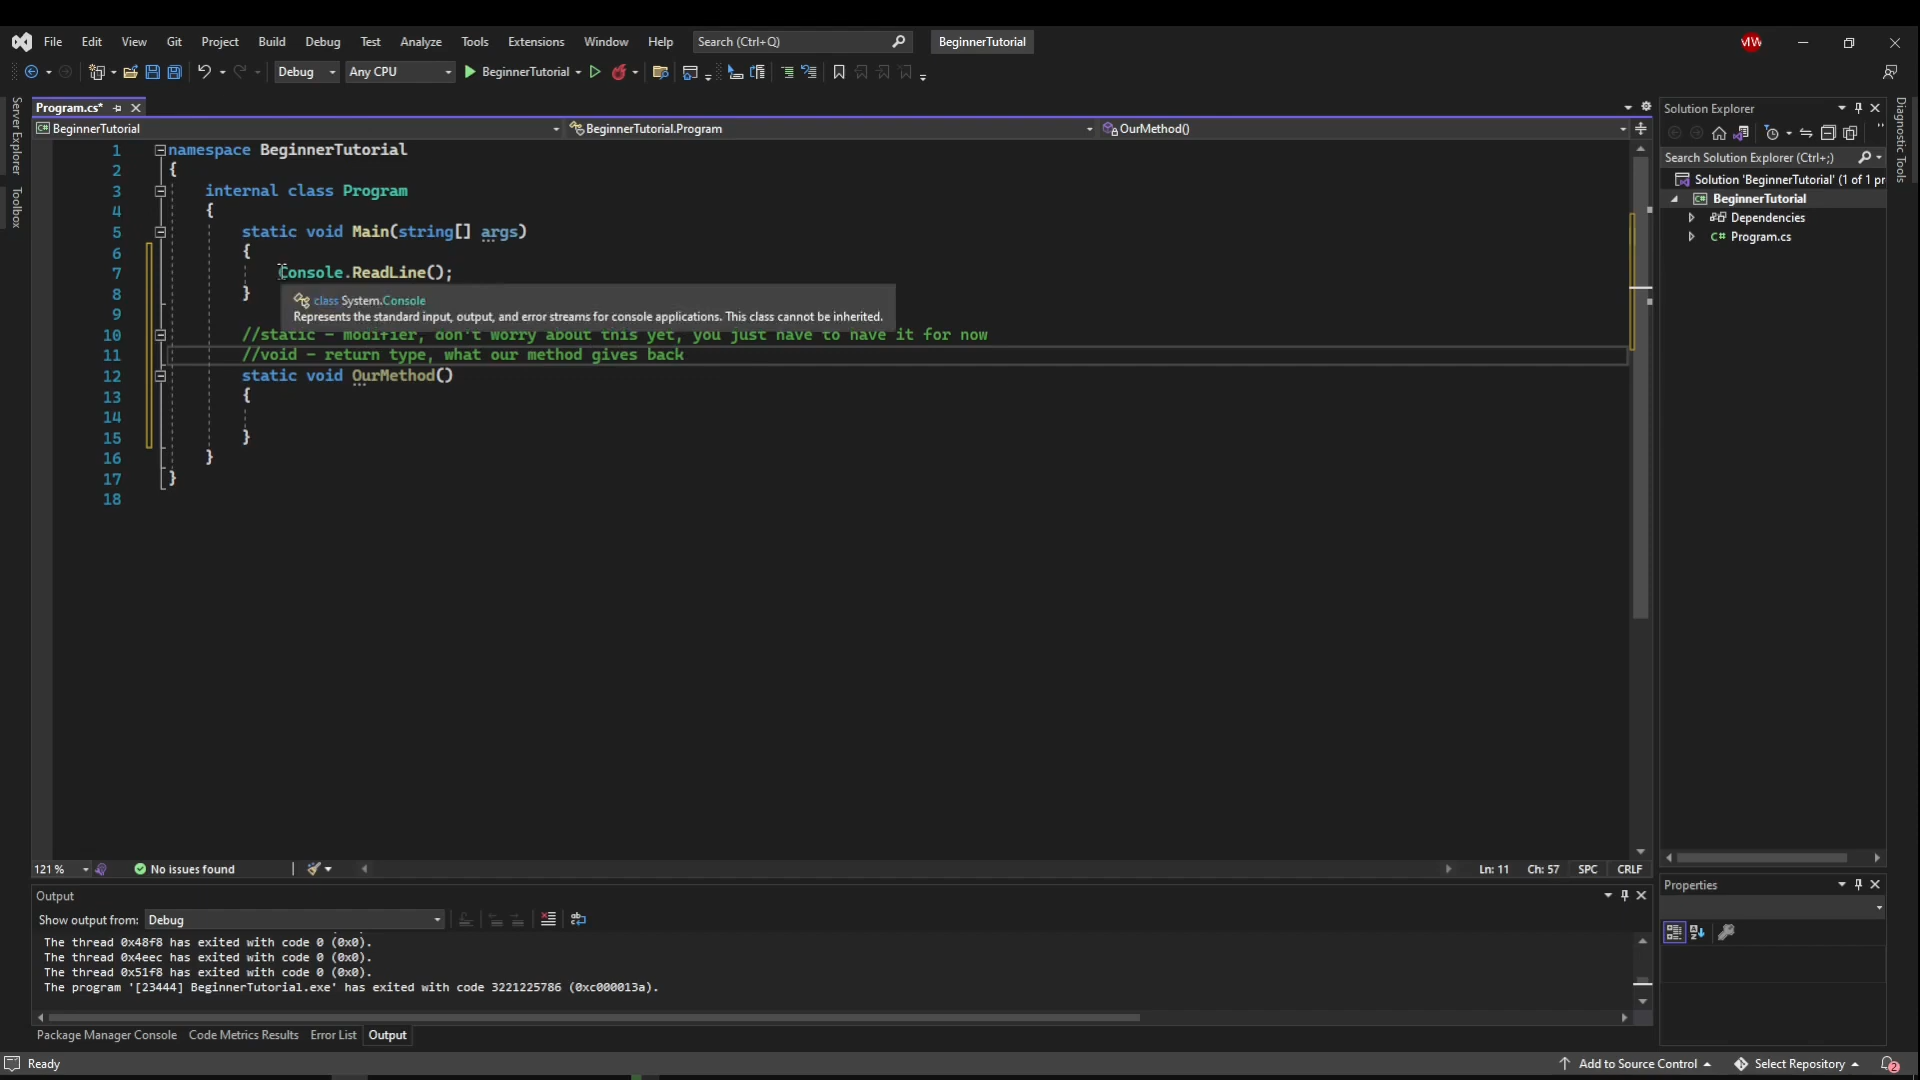 File Edit View Git Project Build Debug Test Analyze Tools Extensions Window Help Search (Ctrl+Q) BeginnerTutorial
Debug Any CPU BeginnerTutorial
Server Explorer
Toolbox
Program.cs*
BeginnerTutorial BeginnerTutorial.Program OurMethod()
1 namespace BeginnerTutorial
2 {
3 internal class Program
4 {
5 static void Main(string[] args)
6 {
7 Console.ReadLine();
8 }
class System.Console
Represents the standard input, output, and error streams for console applications. This class cannot be inherited.
9
10 //static - modifier, don't worry about this yet, you just have to have it for now
11 //void - return type, what our method gives back
12 static void OurMethod()
13 {
14
15 }
16 }
17 }
18
121 % No issues found Ln: 11 Ch: 57 SPC CRLF
Output
Show output from: Debug
The thread 0x48f8 has exited with code 0 (0x0).
The thread 0x4eec has exited with code 0 (0x0).
The thread 0x51f8 has exited with code 0 (0x0).
The program '[23444] BeginnerTutorial.exe' has exited with code 3221225786 (0xc000013a).
Package Manager Console Code Metrics Results Error List Output
Solution Explorer
Search Solution Explorer (Ctrl+;)
Solution 'BeginnerTutorial' (1 of 1 pr
BeginnerTutorial
Dependencies
C# Program.cs
Diagnostic Tools
Properties
Ready Add to Source Control Select Repository 2